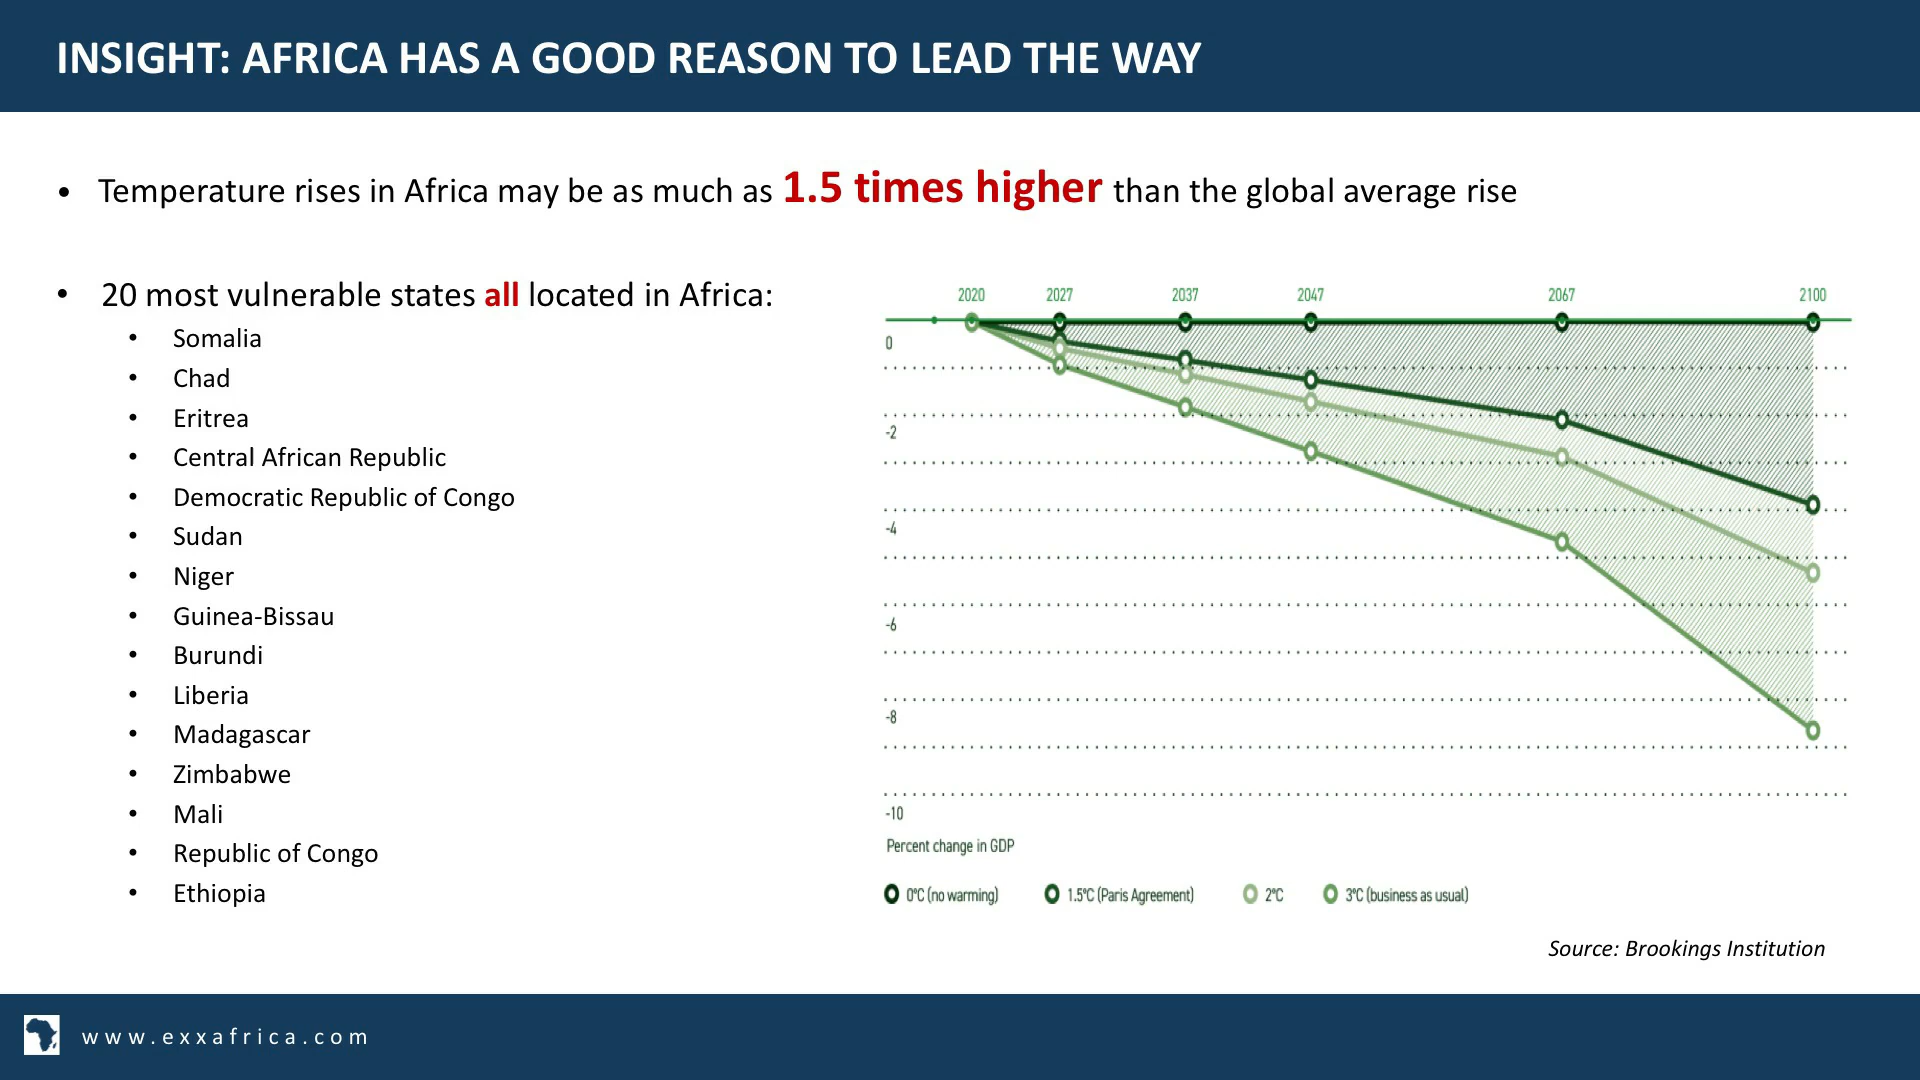 INSIGHT: AFRICA HAS A GOOD REASON TO LEAD THE WAY
• Temperature rises in Africa may be as much as 1.5 times higher than the global average rise
• 20 most vulnerable states all located in Africa:
• Somalia
• Chad
• Eritrea
• Central African Republic
• Democratic Republic of Congo
• Sudan
• Niger
• Guinea-Bissau
• Burundi
• Liberia
• Madagascar
• Zimbabwe
• Mali
• Republic of Congo
• Ethiopia
2020 2027 2037 2047 2067 2100
0
-2
-4
-6
-8
-10
Percent change in GDP
0°C (no warming) 1.5°C (Paris Agreement) 2°C 3°C (business as usual)
Source: Brookings Institution
www.exxafrica.com